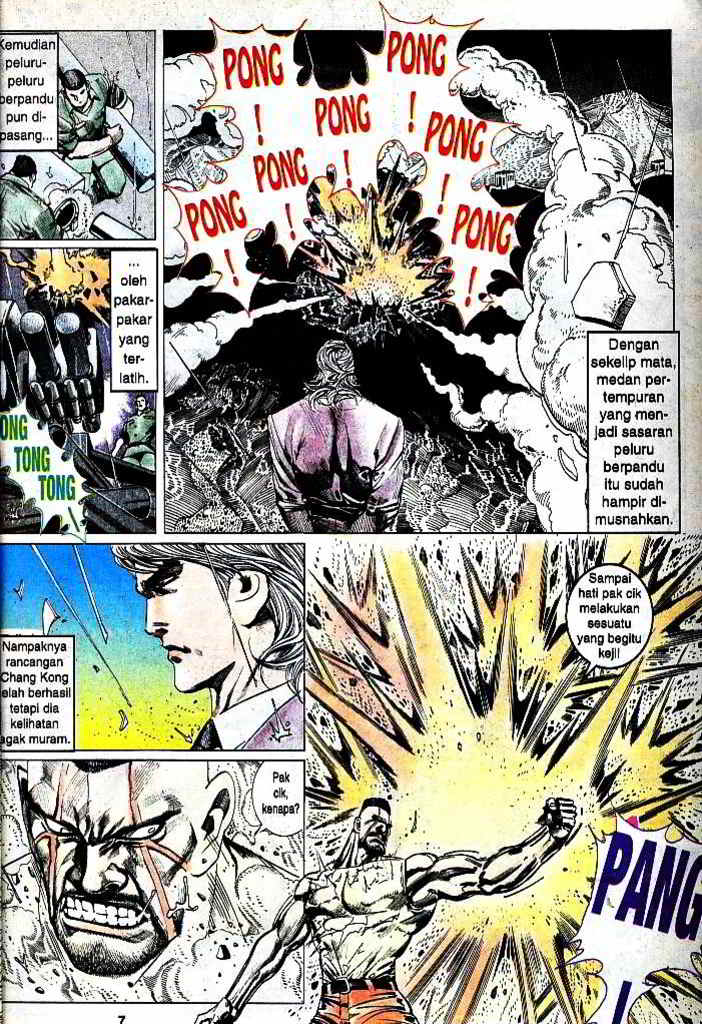 Kemudian
peluru-
peluru
berpandu
pun di-
pasang...
PONG
!
PONG
!
PONG
!
PONG
!
PONG
!
PONG
!
PONG
!
...
oleh
pakar-
pakar
yang
ter-
latih.
TONG
TONG
Dengan
sekelip mata,
medan per-
tempuran
yang men-
jadi sasaran
peluru
berpandu
itu sudah
hampir di-
musnahkan.
Nampaknya
rancangan
Chang Kong
elah berhasil
tetapi dia
kelihatan
agak muram.
Sampai
hati pak cik
melakukan
sesuatu
yang begitu
keji!
Pak
cik,
kenapa?
PANG
!
7